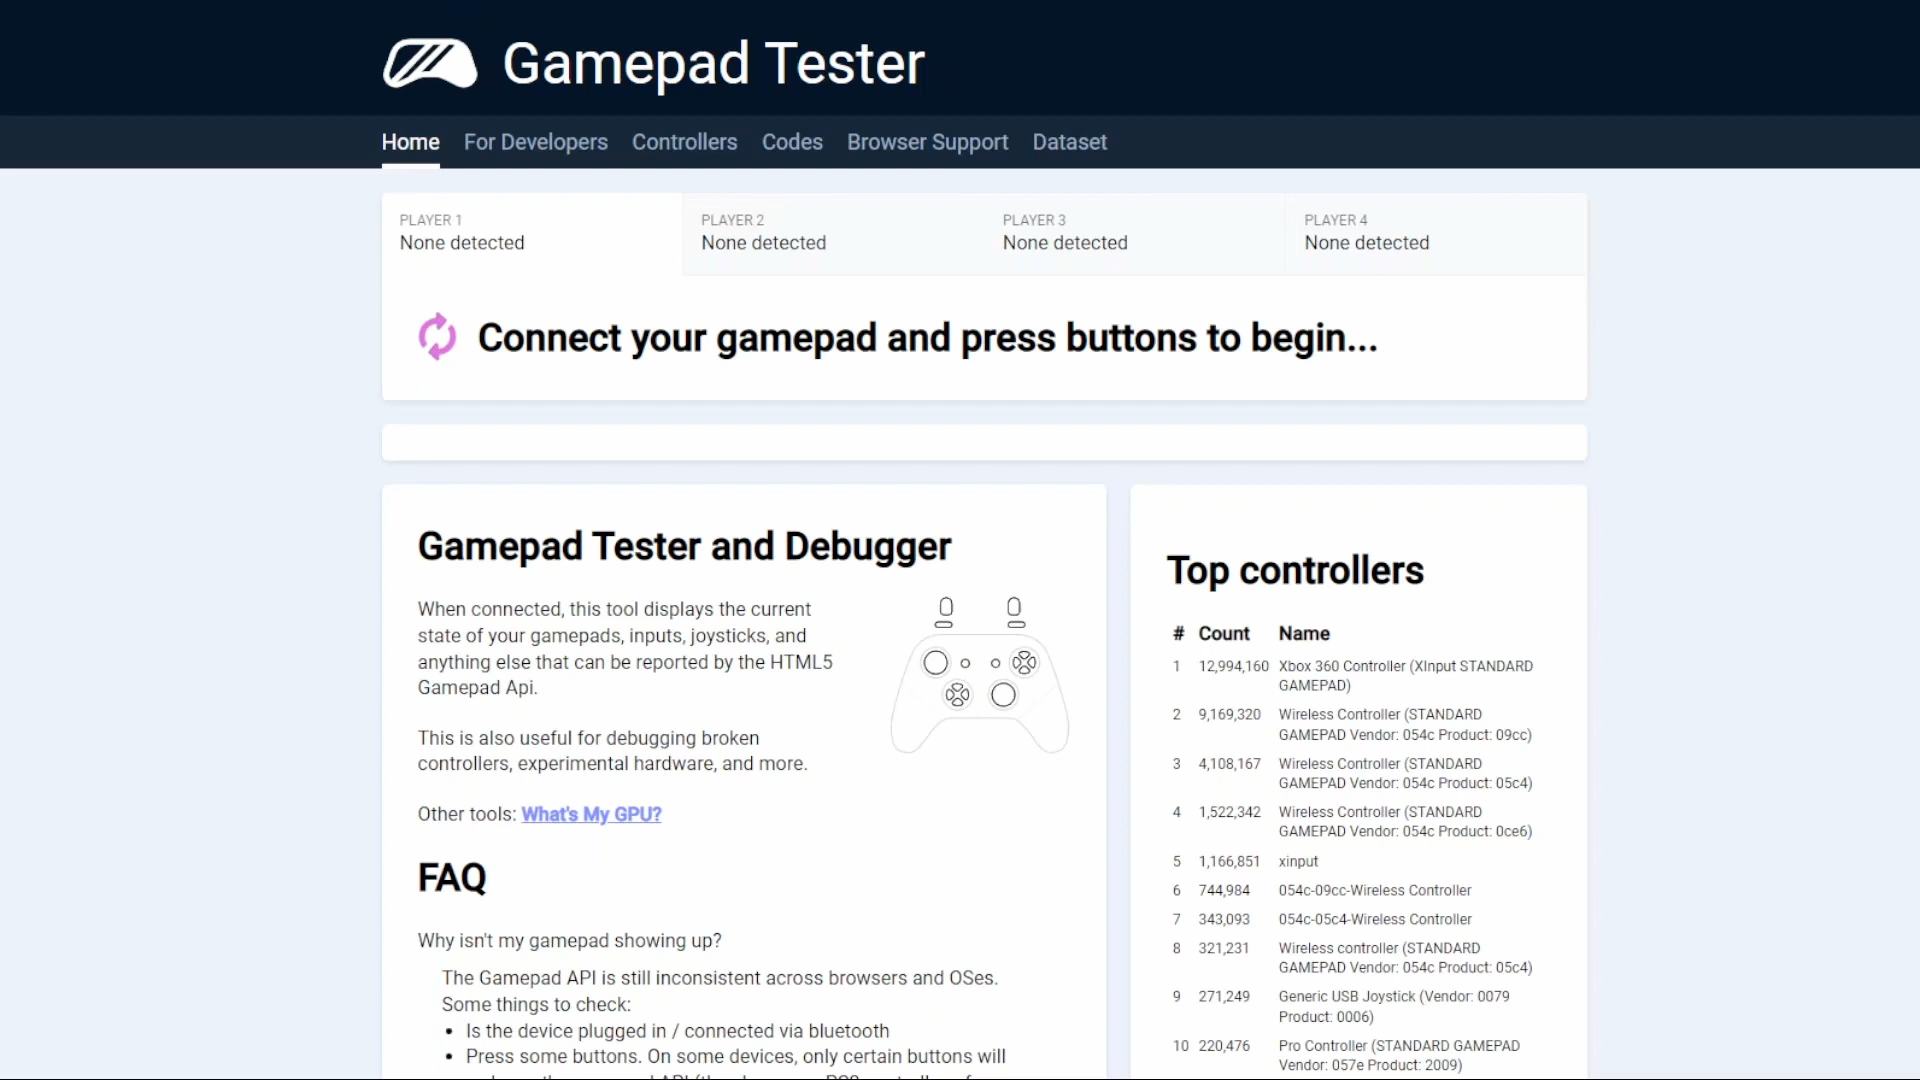 Gamepad Tester
Home For Developers Controllers Codes Browser Support Dataset
PLAYER 1
None detected
PLAYER 2
None detected
PLAYER 3
None detected
PLAYER 4
None detected
Connect your gamepad and press buttons to begin...
Gamepad Tester and Debugger
When connected, this tool displays the current
state of your gamepads, inputs, joysticks, and
anything else that can be reported by the HTML5
Gamepad Api.
This is also useful for debugging broken
controllers, experimental hardware, and more.
Other tools: What's My GPU?
FAQ
Why isn't my gamepad showing up?
The Gamepad API is still inconsistent across browsers and OSes.
Some things to check:
• Is the device plugged in / connected via bluetooth
• Press some buttons. On some devices, only certain buttons will
Top controllers
# Count Name
1 12,994,160 Xbox 360 Controller (XInput STANDARD
GAMEPAD)
2 9,169,320 Wireless Controller (STANDARD
GAMEPAD Vendor: 054c Product: 09cc)
3 4,108,167 Wireless Controller (STANDARD
GAMEPAD Vendor: 054c Product: 05c4)
4 1,522,342 Wireless Controller (STANDARD
GAMEPAD Vendor: 054c Product: 0ce6)
5 1,166,851 xinput
6 744,984 054c-09cc-Wireless Controller
7 343,093 054c-05c4-Wireless Controller
8 321,231 Wireless controller (STANDARD
GAMEPAD Vendor: 054c Product: 05c4)
9 271,249 Generic USB Joystick (Vendor: 0079
Product: 0006)
10 220,476 Pro Controller (STANDARD GAMEPAD
Vendor: 057e Product: 2009)